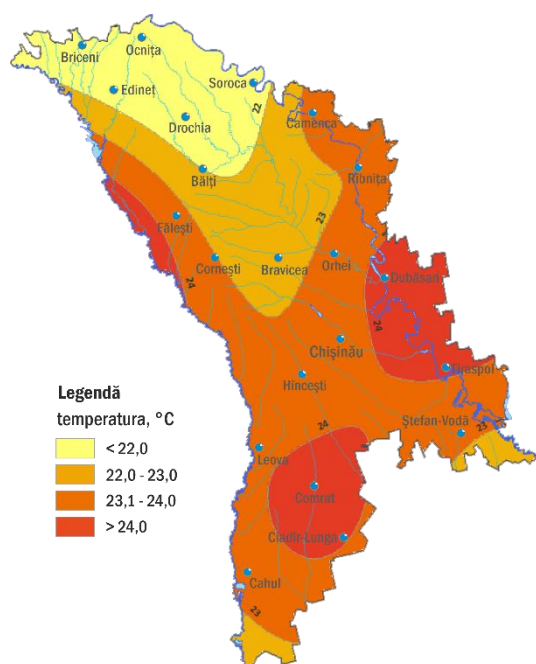 Ocnița
Briceni
Edineț
Soroca
22
Drochia
Camenca
Bălți
Rîbnița
23
Fălești
Cornești
Bravicea
Orhei
24
Dubăsari
24
Chișinău
Tiraspol
Hîncești
Legendă
temperatura, °C
< 22,0
22,0 - 23,0
23,1 - 24,0
> 24,0
24
Ștefan-Vodă
23
Leova
Comrat
Ciadîr-Lunga
Cahul
23